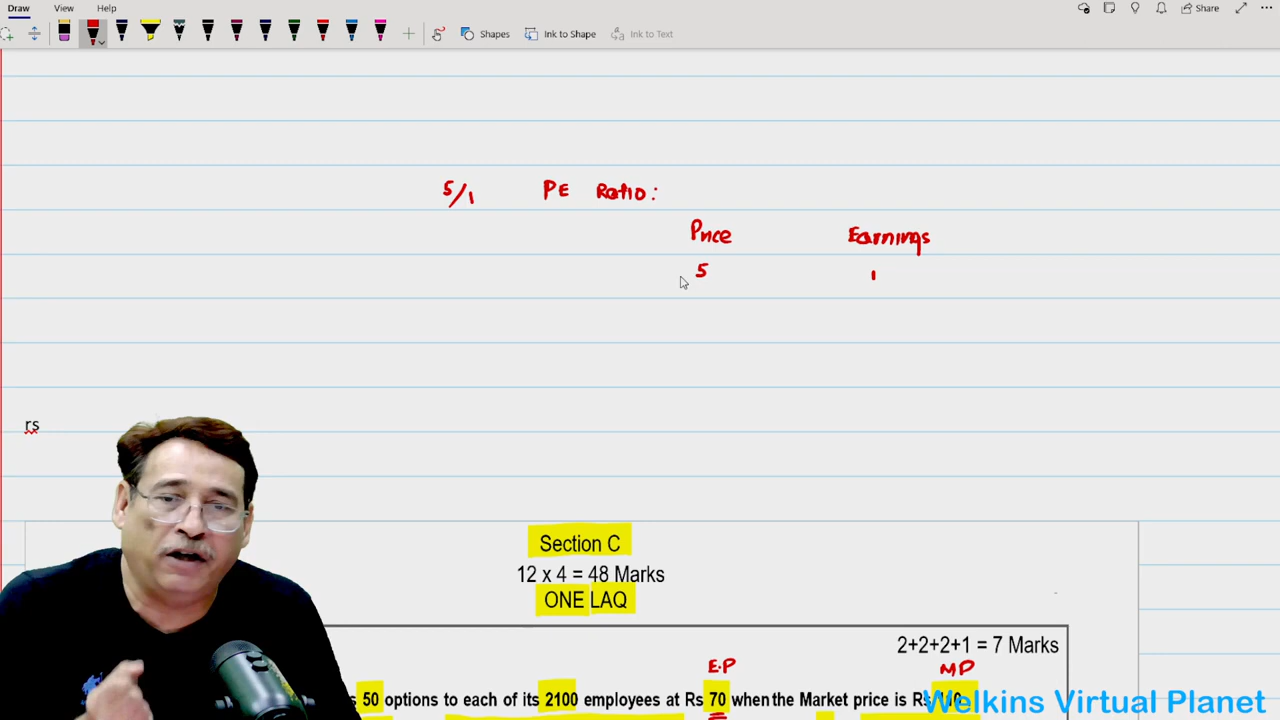 Draw View Help Share
Shapes Ink to Shape Ink to Text
5/1 PE Ratio:
Price Earnings
5 1
rs
Section C
12 x 4 = 48 Marks
ONE LAQ
2+2+2+1 = 7 Marks
E.P MP
50 options to each of its 2100 employees at Rs 70 when the Market price is Rs
Welkins Virtual Planet